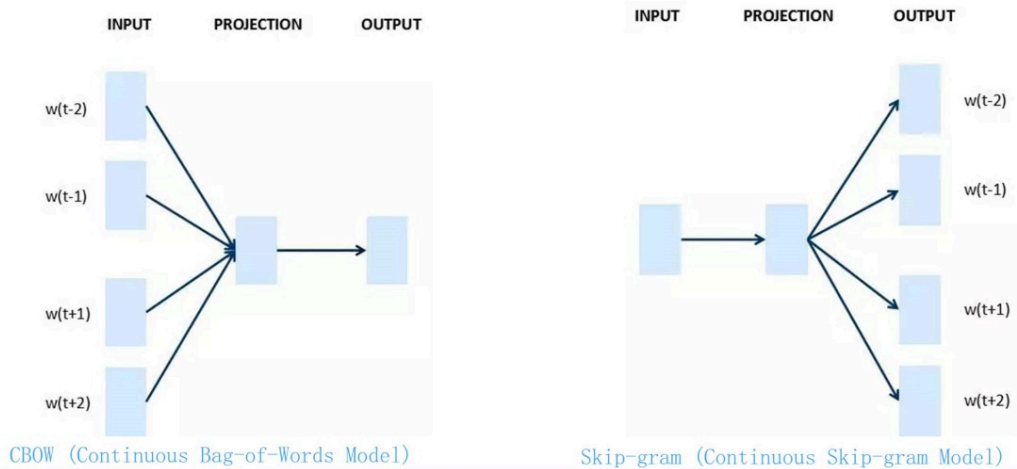 INPUT PROJECTION OUTPUT
w(t-2)
w(t-1)
w(t+1)
w(t+2)
CBOW (Continuous Bag-of-Words Model)
INPUT PROJECTION OUTPUT
w(t-2)
w(t-1)
w(t+1)
w(t+2)
Skip-gram (Continuous Skip-gram Model)